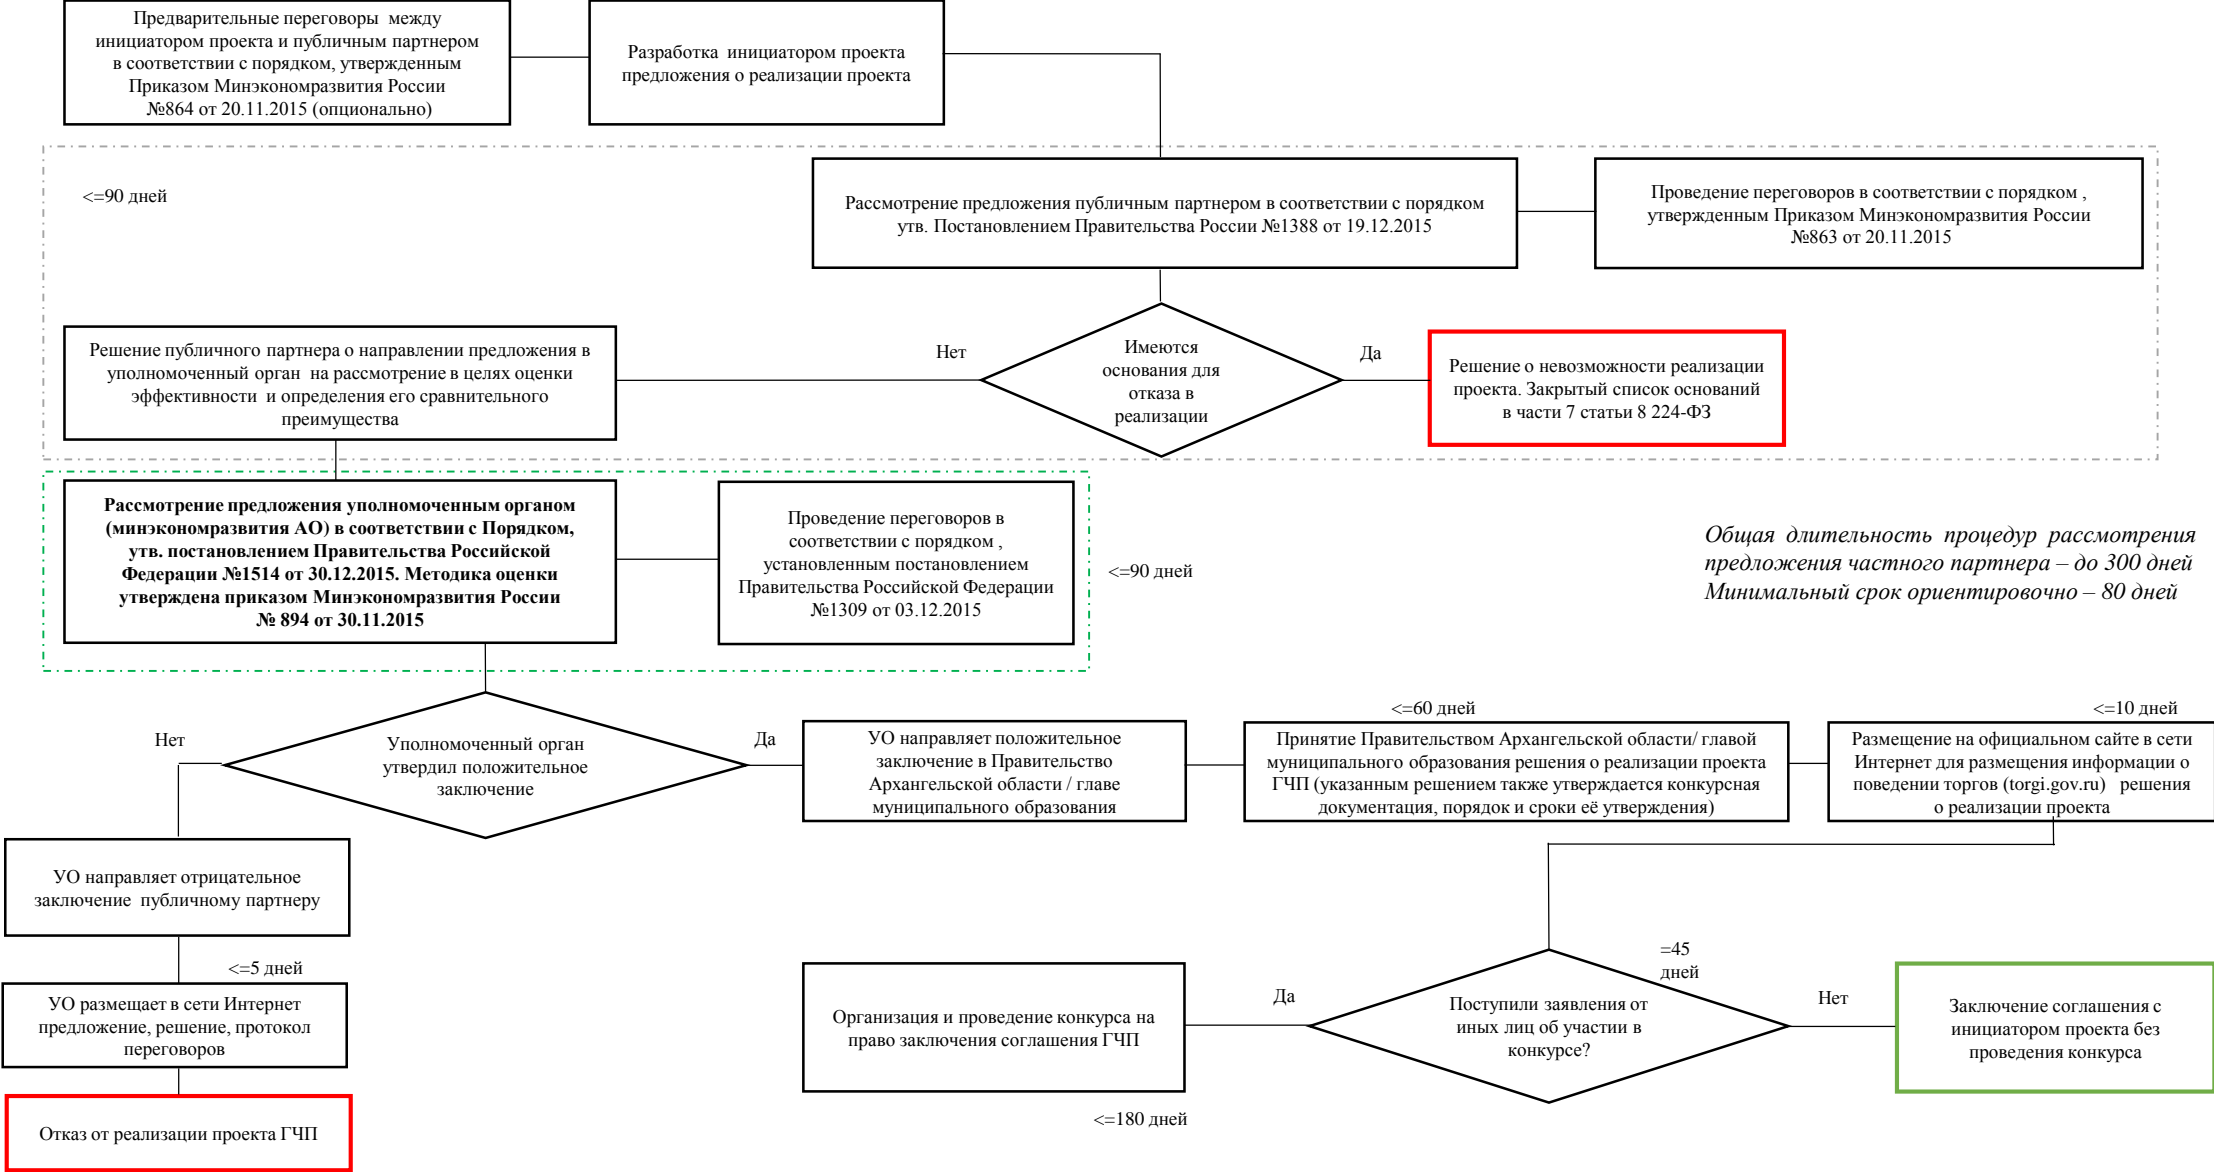 Предварительные переговоры между
инициатором проекта и публичным партнером
в соответствии с порядком, утвержденным
Приказом Минэкономразвития России
№864 от 20.11.2015 (опционально)
Разработка инициатором проекта
предложения о реализации проекта
<=90 дней
Рассмотрение предложения публичным партнером в соответствии с порядком
утв. Постановлением Правительства России №1388 от 19.12.2015
Проведение переговоров в соответствии с порядком ,
утвержденным Приказом Минэкономразвития России
№863 от 20.11.2015
Решение публичного партнера о направлении предложения в
уполномоченный орган на рассмотрение в целях оценки
эффективности и определения его сравнительного
преимущества
Нет
Имеются
основания для
отказа в
реализации
Да
Решение о невозможности реализации
проекта. Закрытый список оснований
в части 7 статьи 8 224-ФЗ
Рассмотрение предложения уполномоченным органом
(минэкономразвития АО) в соответствии с Порядком,
утв. постановлением Правительства Российской
Федерации №1514 от 30.12.2015. Методика оценки
утверждена приказом Минэкономразвития России
№ 894 от 30.11.2015
Проведение переговоров в
соответствии с порядком ,
установленным постановлением
Правительства Российской Федерации
№1309 от 03.12.2015
<=90 дней
Общая длительность процедур рассмотрения
предложения частного партнера – до 300 дней
Минимальный срок ориентировочно – 80 дней
Нет
Уполномоченный орган
утвердил положительное
заключение
Да
УО направляет положительное
заключение в Правительство
Архангельской области / главе
муниципального образования
<=60 дней
Принятие Правительством Архангельской области/ главой
муниципального образования решения о реализации проекта
ГЧП (указанным решением также утверждается конкурсная
документация, порядок и сроки её утверждения)
<=10 дней
Размещение на официальном сайте в сети
Интернет для размещения информации о
поведении торгов (torgi.gov.ru) решения
о реализации проекта
УО направляет отрицательное
заключение публичному партнеру
<=5 дней
УО размещает в сети Интернет
предложение, решение, протокол
переговоров
Отказ от реализации проекта ГЧП
Организация и проведение конкурса на
право заключения соглашения ГЧП
<=180 дней
Да
=45
дней
Поступили заявления от
иных лиц об участии в
конкурсе?
Нет
Заключение соглашения с
инициатором проекта без
проведения конкурса